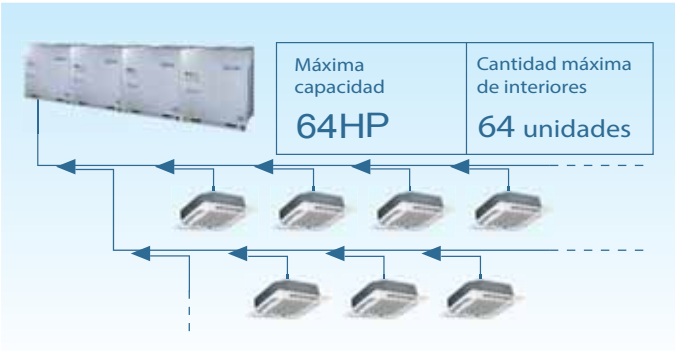 Máxima
capacidad
64HP
Cantidad máxima
de interiores
64 unidades